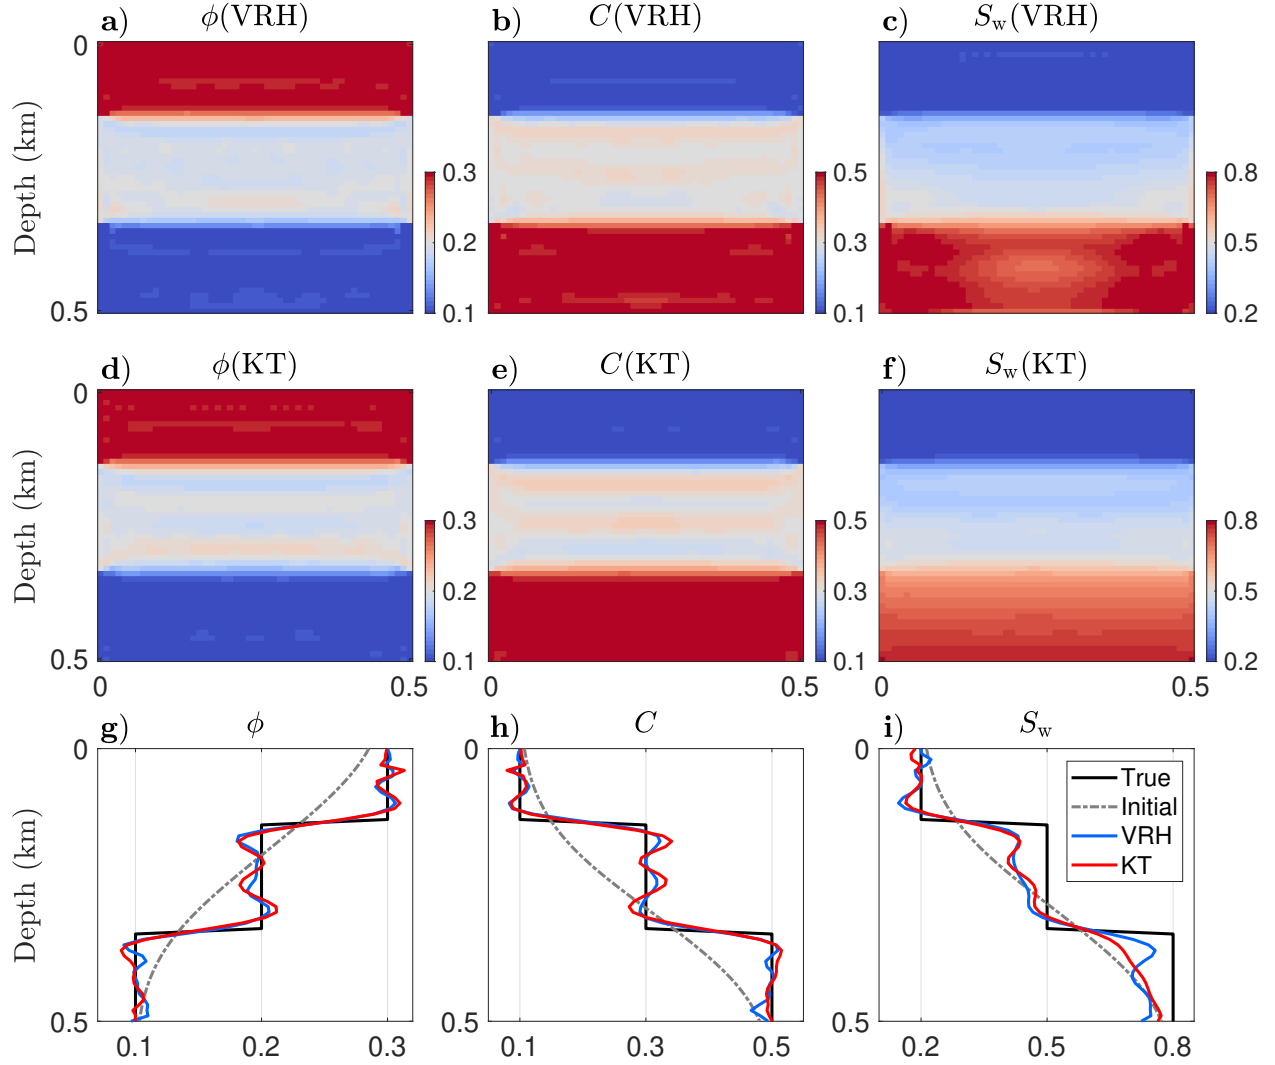 a) ϕ(VRH) b) C(VRH) c) S_w(VRH)
0
Depth (km)
0.5
0.3
0.2
0.1
0.5
0.3
0.1
0.8
0.5
0.2
d) ϕ(KT) e) C(KT) f) S_w(KT)
0
Depth (km)
0.5
0.3
0.2
0.1
0.5
0.3
0.1
0.8
0.5
0.2
0 0.5 0 0.5 0 0.5
g) ϕ h) C i) S_w
0 0 0
Depth (km)
True
Initial
VRH
KT
0.5 0.5 0.5
0.1 0.2 0.3 0.1 0.3 0.5 0.2 0.5 0.8